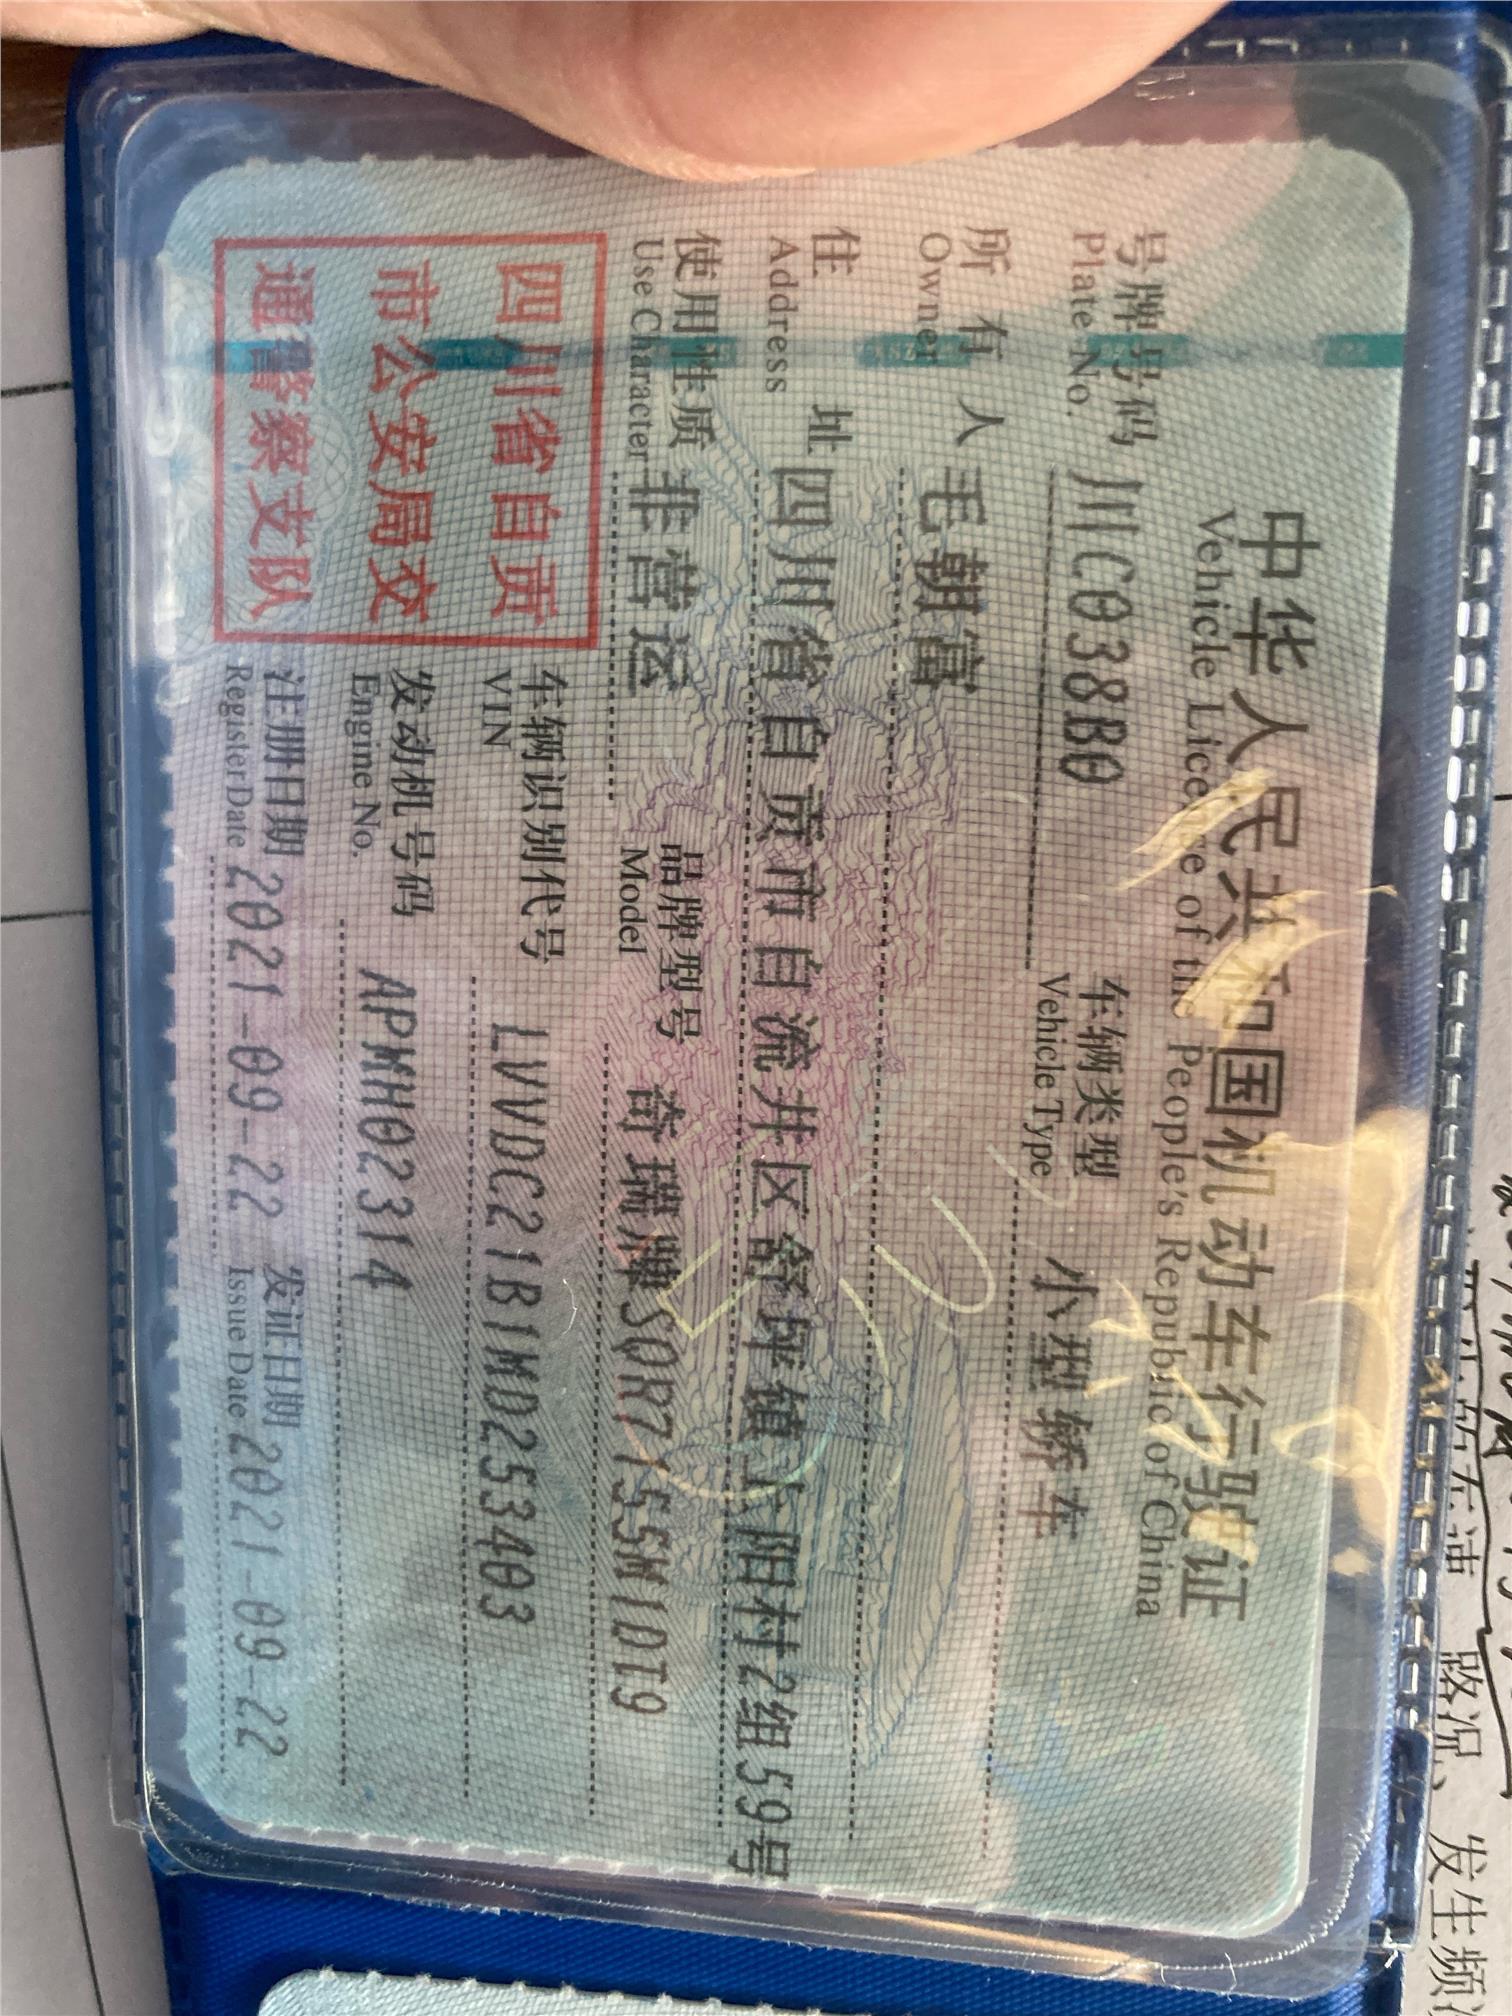 中华人民共和国机动车行驶证
Vehicle License of the People's Republic of China
号牌号码 川C038B0 车辆类型 小型轿车
Plate No. Vehicle Type
所有人 毛朝富
Owner
住址 四川省自贡市自流井区舒坪镇上阳村2组59号
Address
使用性质 非营运 品牌型号 奇瑞牌SQR7155M1DT9
Use Character Model
四川省自贡
市公安局交
通警察支队
车辆识别代号 LVVDC21B1MD253403
VIN
发动机号码 APMH02314
Engine No.
注册日期 2021-09-22 发证日期 2021-09-22
Register Date Issue Date
路况
发生频